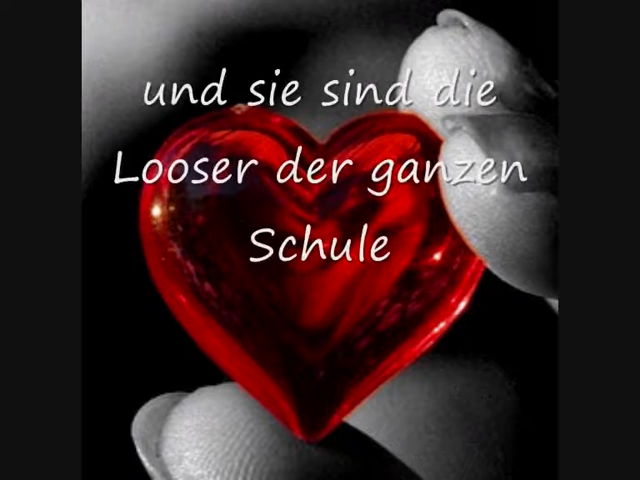 und sie sind die
Looser der ganzen
Schule